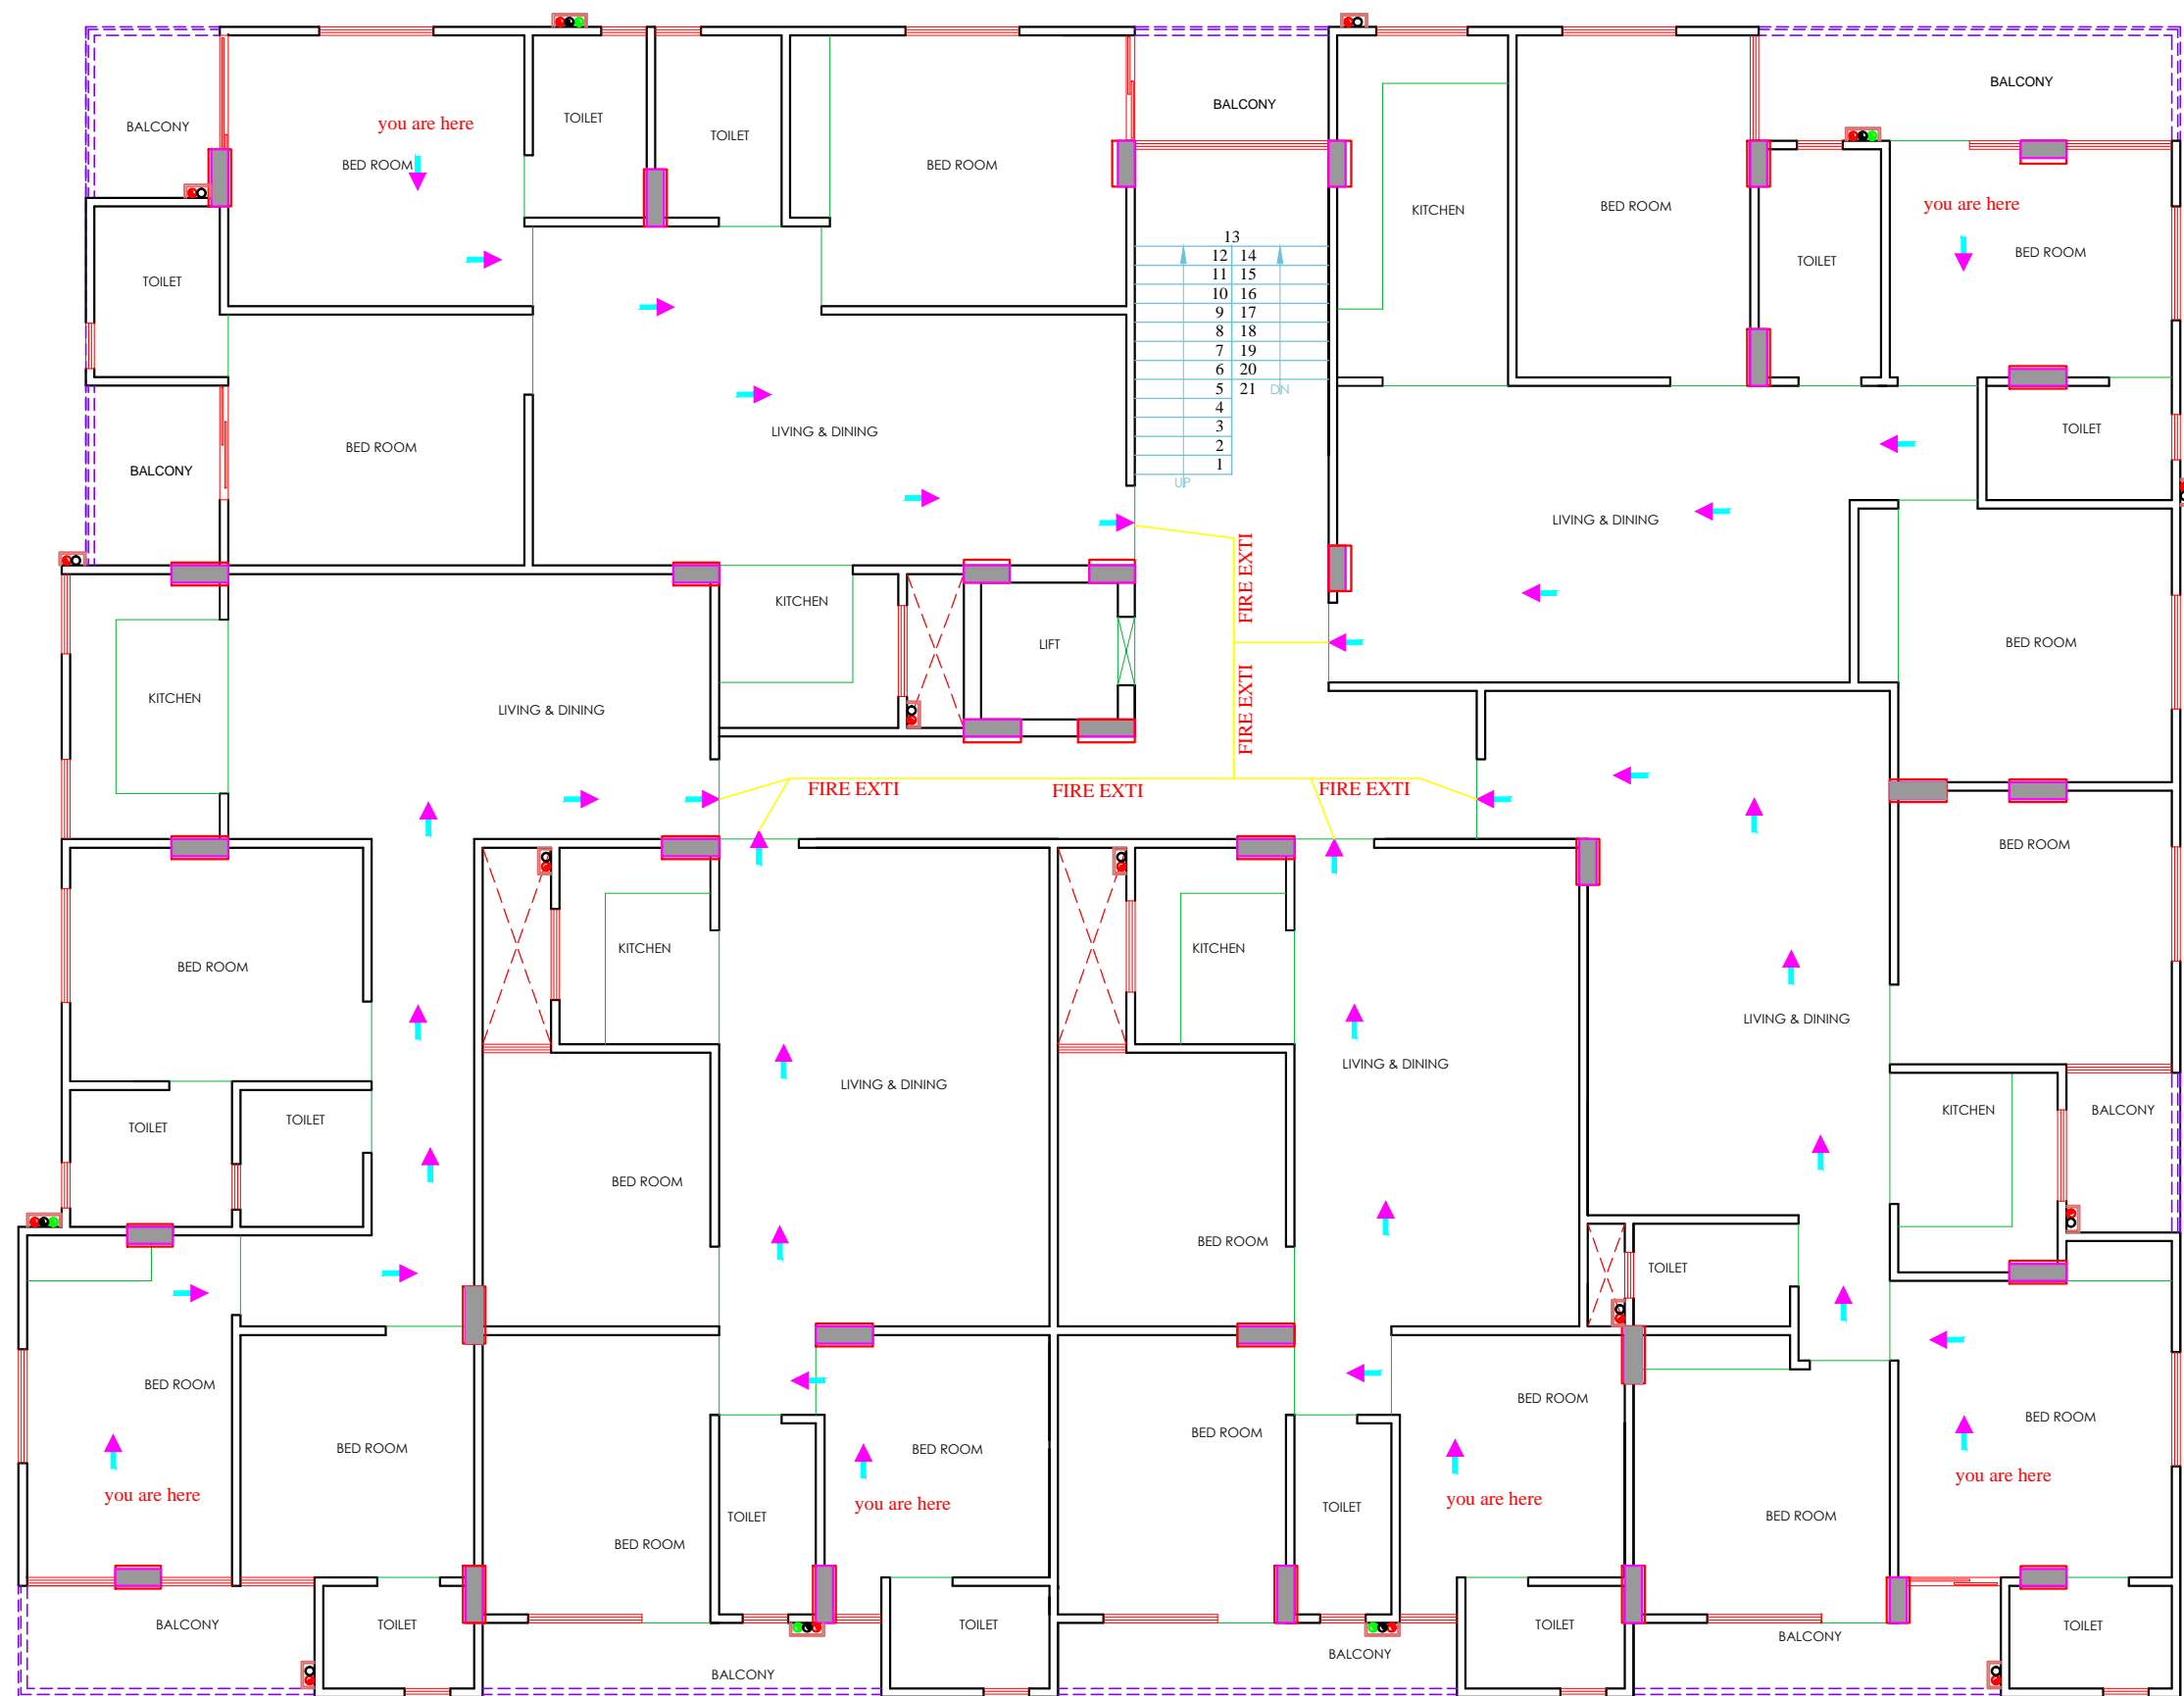 BALCONY
BALCONY
TOILET
you are here
TOILET
BED ROOM
BED ROOM
BALCONY
KITCHEN
BED ROOM
you are here
13
BED ROOM
TOILET
12 14
TOILET
11 15
10 16
9 17
8 18
7 19
6 20
5 21 DN
4
3
2
1
UP
LIVING & DINING
BED ROOM
BALCONY
TOILET
LIVING & DINING
FIRE EXTI
KITCHEN
LIFT
BED ROOM
KITCHEN
LIVING & DINING
FIRE EXTI
FIRE EXTI
FIRE EXTI
FIRE EXTI
BED ROOM
KITCHEN
KITCHEN
BED ROOM
LIVING & DINING
LIVING & DINING
LIVING & DINING
TOILET
TOILET
KITCHEN
BALCONY
BED ROOM
BED ROOM
TOILET
BED ROOM
BED ROOM
BED ROOM
BED ROOM
BED ROOM
BED ROOM
you are here
you are here
you are here
you are here
TOILET
TOILET
BED ROOM
BED ROOM
BALCONY
TOILET
TOILET
TOILET
BALCONY
TOILET
BALCONY
BALCONY